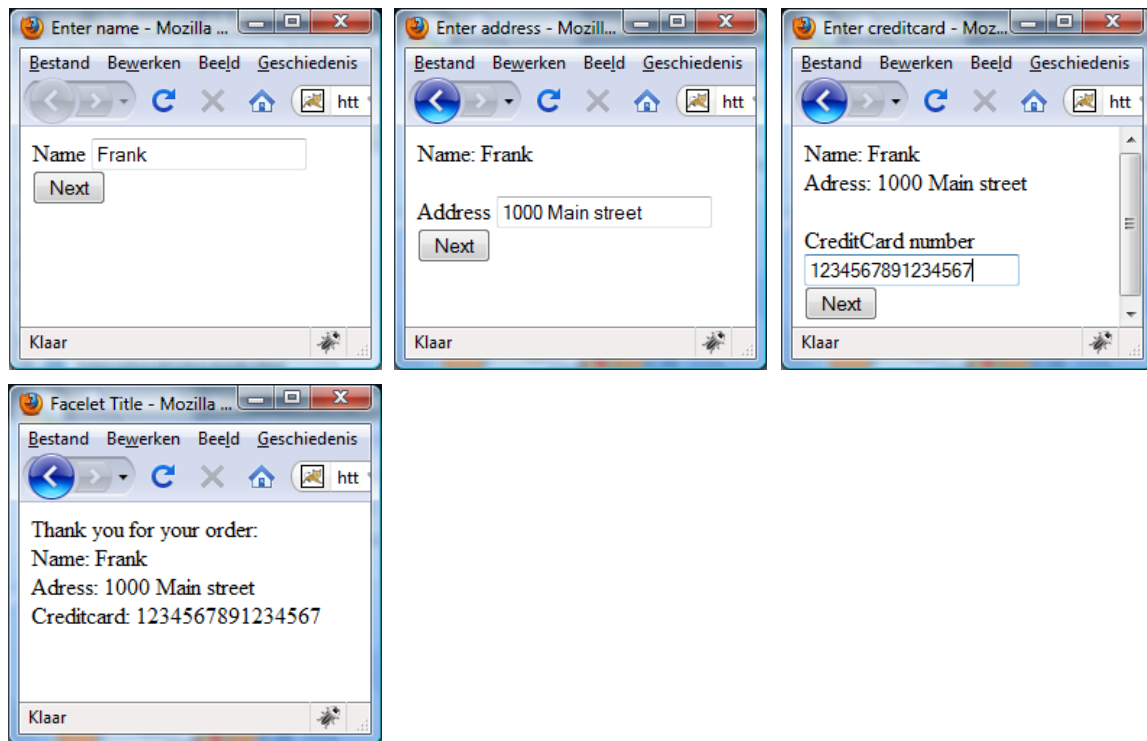 Enter name - Mozilla ...
Bestand Bewerken Beeld Geschiedenis
htt
Name Frank
Next
Klaar
Enter address - Mozill...
Bestand Bewerken Beeld Geschiedenis
htt
Name: Frank
Address 1000 Main street
Next
Klaar
Enter creditcard - Moz...
Bestand Bewerken Beeld Geschiedenis
htt
Name: Frank
Adress: 1000 Main street
CreditCard number
1234567891234567
Next
Klaar
Facelet Title - Mozilla ...
Bestand Bewerken Beeld Geschiedenis
htt
Thank you for your order:
Name: Frank
Adress: 1000 Main street
Creditcard: 1234567891234567
Klaar